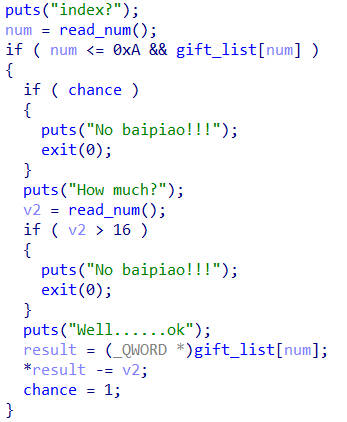 puts("index?");
num = read_num();
if ( num <= 0xA && gift_list[num] )
{
  if ( chance )
  {
    puts("No baipiao!!!");
    exit(0);
  }
  puts("How much?");
  v2 = read_num();
  if ( v2 > 16 )
  {
    puts("No baipiao!!!");
    exit(0);
  }
  puts("Well......ok");
  result = (_QWORD *)gift_list[num];
  *result -= v2;
  chance = 1;
}